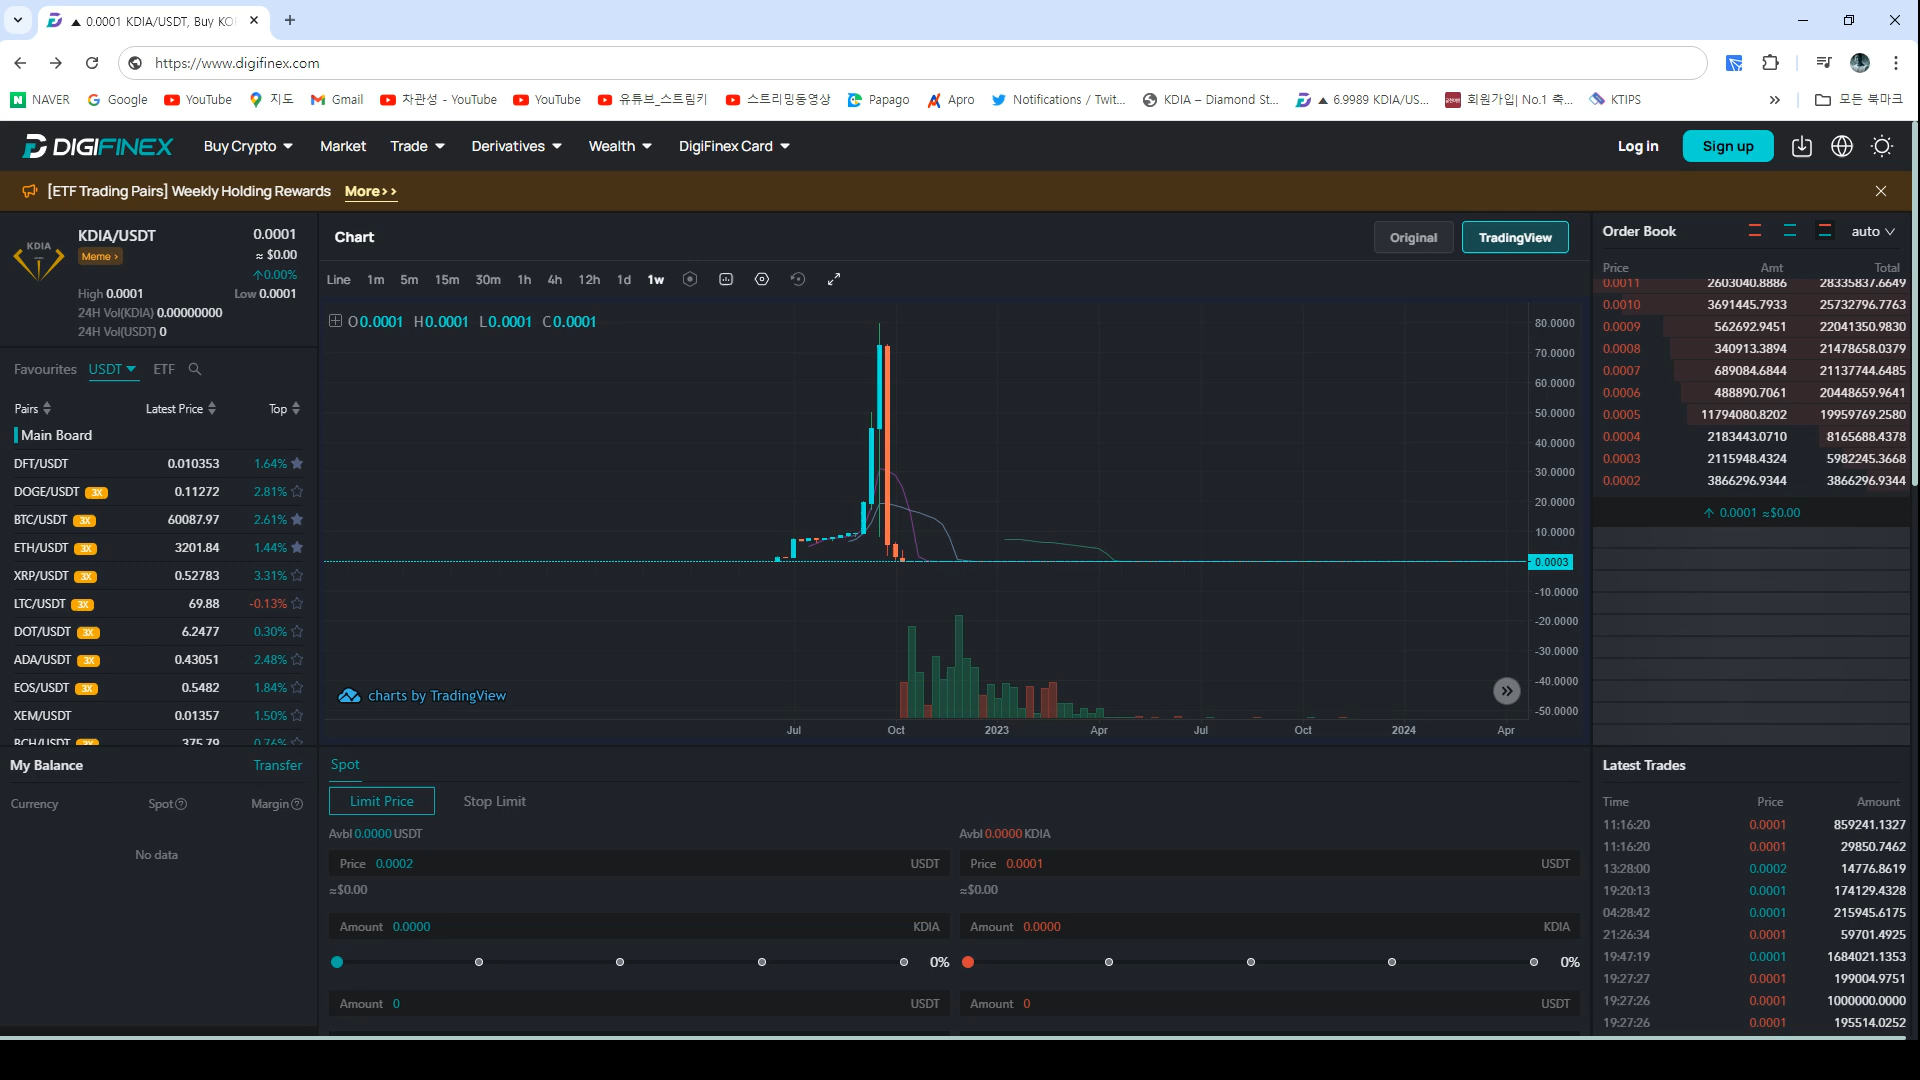 ▲ 0.0001 KDIA/USDT, Buy KO
https://www.digifinex.com
NAVER Google YouTube 지도 Gmail 차관성 - YouTube YouTube 유튜브_스트림키 스트리밍동영상 Papago Apro Notifications / Twit... KDIA – Diamond St... ▲ 6.9989 KDIA/US... 회원가입| No.1 축... KTIPS » 모든 북마크
DIGIFINEX Buy Crypto Market Trade Derivatives Wealth DigiFinex Card Log in Sign up
[ETF Trading Pairs] Weekly Holding Rewards More>>
KDIA
KDIA/USDT 0.0001
Meme > ≈ $0.00
↑0.00%
High 0.0001 Low 0.0001
24H Vol(KDIA) 0.00000000
24H Vol(USDT) 0
Favourites USDT ETF
Pairs Latest Price Top
Main Board
DFT/USDT 0.010353 1.64%
DOGE/USDT 3X 0.11272 2.81%
BTC/USDT 3X 60087.97 2.61%
ETH/USDT 3X 3201.84 1.44%
XRP/USDT 3X 0.52783 3.31%
LTC/USDT 3X 69.88 -0.13%
DOT/USDT 3X 6.2477 0.30%
ADA/USDT 3X 0.43051 2.48%
EOS/USDT 3X 0.5482 1.84%
XEM/USDT 0.01357 1.50%
BCH/USDT 3X 375.79 0.76%
My Balance Transfer
Currency Spot Margin
No data
Chart Original TradingView
Line 1m 5m 15m 30m 1h 4h 12h 1d 1w
O0.0001 H0.0001 L0.0001 C0.0001
80.0000
70.0000
60.0000
50.0000
40.0000
30.0000
20.0000
10.0000
0.0003
-10.0000
-20.0000
-30.0000
-40.0000
-50.0000
charts by TradingView
Jul Oct 2023 Apr Jul Oct 2024 Apr
Spot
Limit Price Stop Limit
Avbl 0.0000 USDT Avbl 0.0000 KDIA
Price 0.0002 USDT Price 0.0001 USDT
≈$0.00 ≈$0.00
Amount 0.0000 KDIA Amount 0.0000 KDIA
0% 0%
Amount 0 USDT Amount 0 USDT
Order Book auto
Price Amt Total
0.0011 2603040.8886 28335837.6649
0.0010 3691445.7933 25732796.7763
0.0009 562692.9451 22041350.9830
0.0008 340913.3894 21478658.0379
0.0007 689084.6844 21137744.6485
0.0006 488890.7061 20448659.9641
0.0005 11794080.8202 19959769.2580
0.0004 2183443.0710 8165688.4378
0.0003 2115948.4324 5982245.3668
0.0002 3866296.9344 3866296.9344
↑ 0.0001 ≈$0.00
Latest Trades
Time Price Amount
11:16:20 0.0001 859241.1327
11:16:20 0.0001 29850.7462
13:28:00 0.0002 14776.8619
19:20:13 0.0001 174129.4328
04:28:42 0.0001 215945.6175
21:26:34 0.0001 59701.4925
19:47:19 0.0001 1684021.1353
19:27:27 0.0001 199004.9751
19:27:26 0.0001 1000000.0000
19:27:26 0.0001 195514.0252